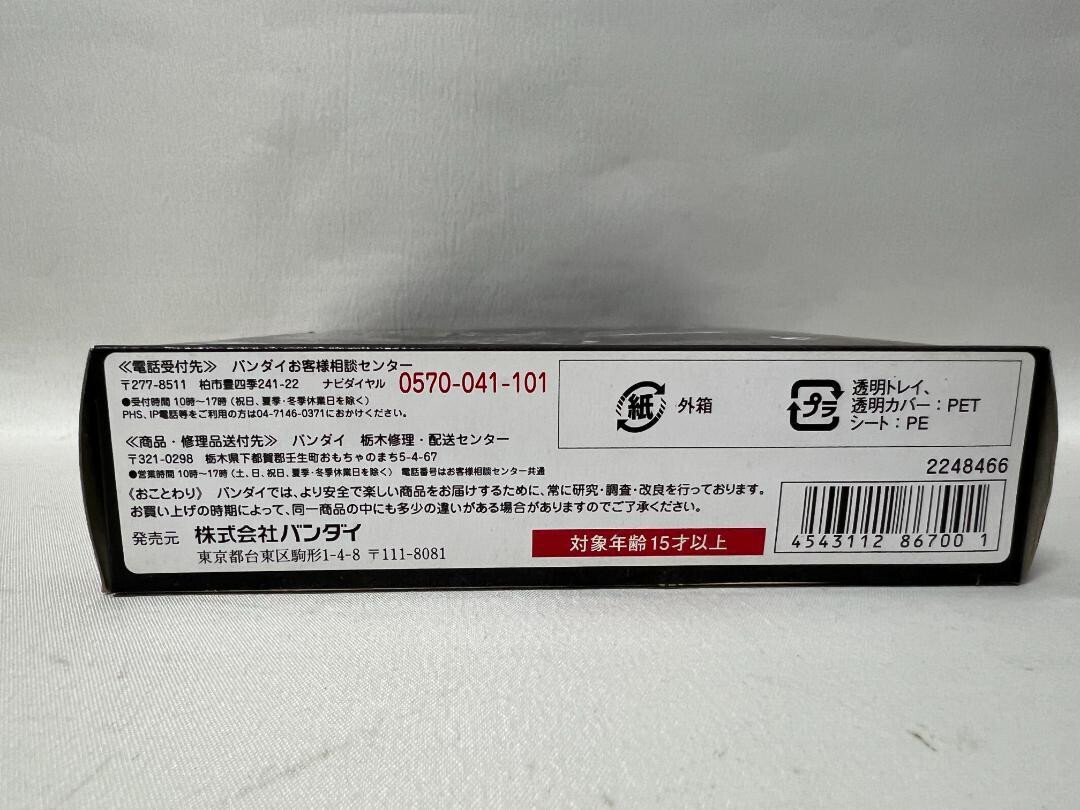 ≪電話受付先≫ バンダイお客様相談センター
〒277-8511 柏市豊四季241-22 ナビダイヤル 0570-041-101
●受付時間 10時〜17時 (祝日、夏季・冬季休業日を除く)
PHS、IP電話等をご利用の方は04-7146-0371におかけください。
≪商品・修理品送付先≫ バンダイ 栃木修理・配送センター
〒321-0298 栃木県下都賀郡壬生町おもちゃのまち5-4-67
●営業時間 10時〜17時 (土、日、祝日、夏季・冬季休業日を除く) 電話番号はお客様相談センター共通
《おことわり》 バンダイでは、より安全で楽しい商品をお届けするために、常に研究・調査・改良を行っております。
お買い上げの時期によって、同一商品の中にも多少の違いがある場合がありますのでご了承ください。
発売元 株式会社バンダイ
東京都台東区駒形1-4-8 〒111-8081
対象年齢15才以上
紙 外箱
プラ 透明トレイ、
透明カバー:PET
シート:PE
2248466
4543112 867001